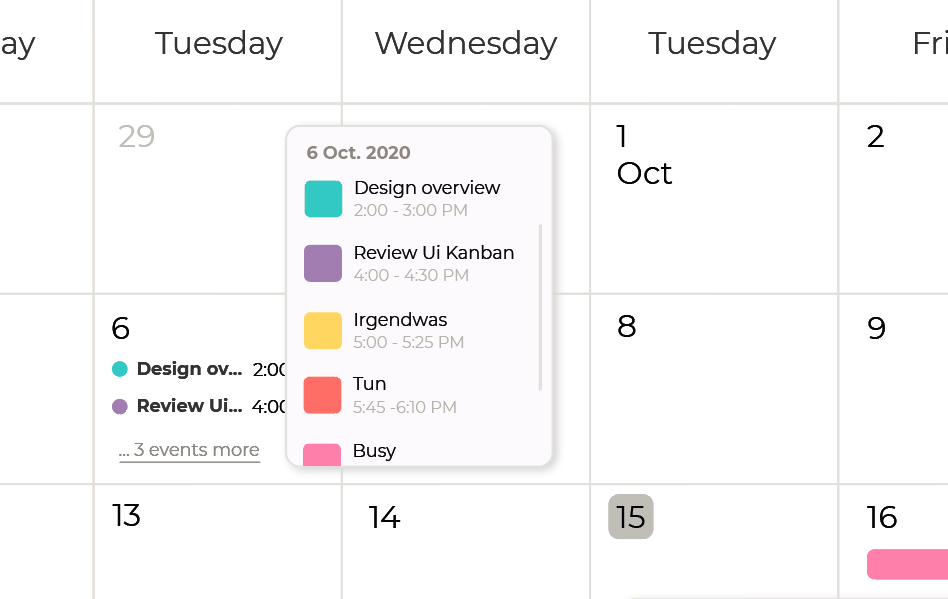 ay
Tuesday
Wednesday
Tuesday
Fri
29
1
Oct
2
6 Oct. 2020
Design overview
2:00 - 3:00 PM
Review Ui Kanban
4:00 - 4:30 PM
Irgendwas
5:00 - 5:25 PM
Tun
5:45 -6:10 PM
Busy
6
Design ov... 2:00
Review Ui... 4:00
... 3 events more
8
9
13
14
15
16